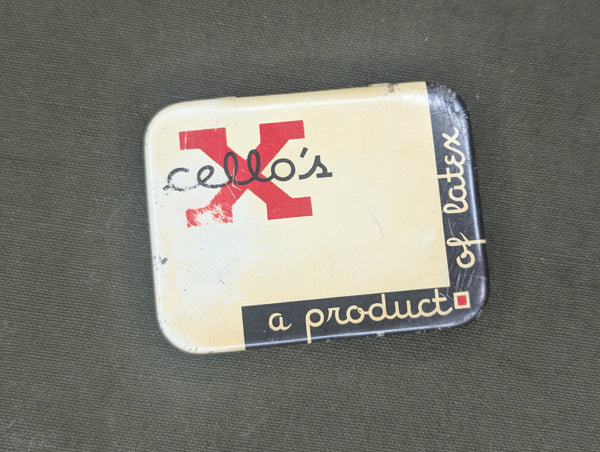 X
cello's
a product
of latex